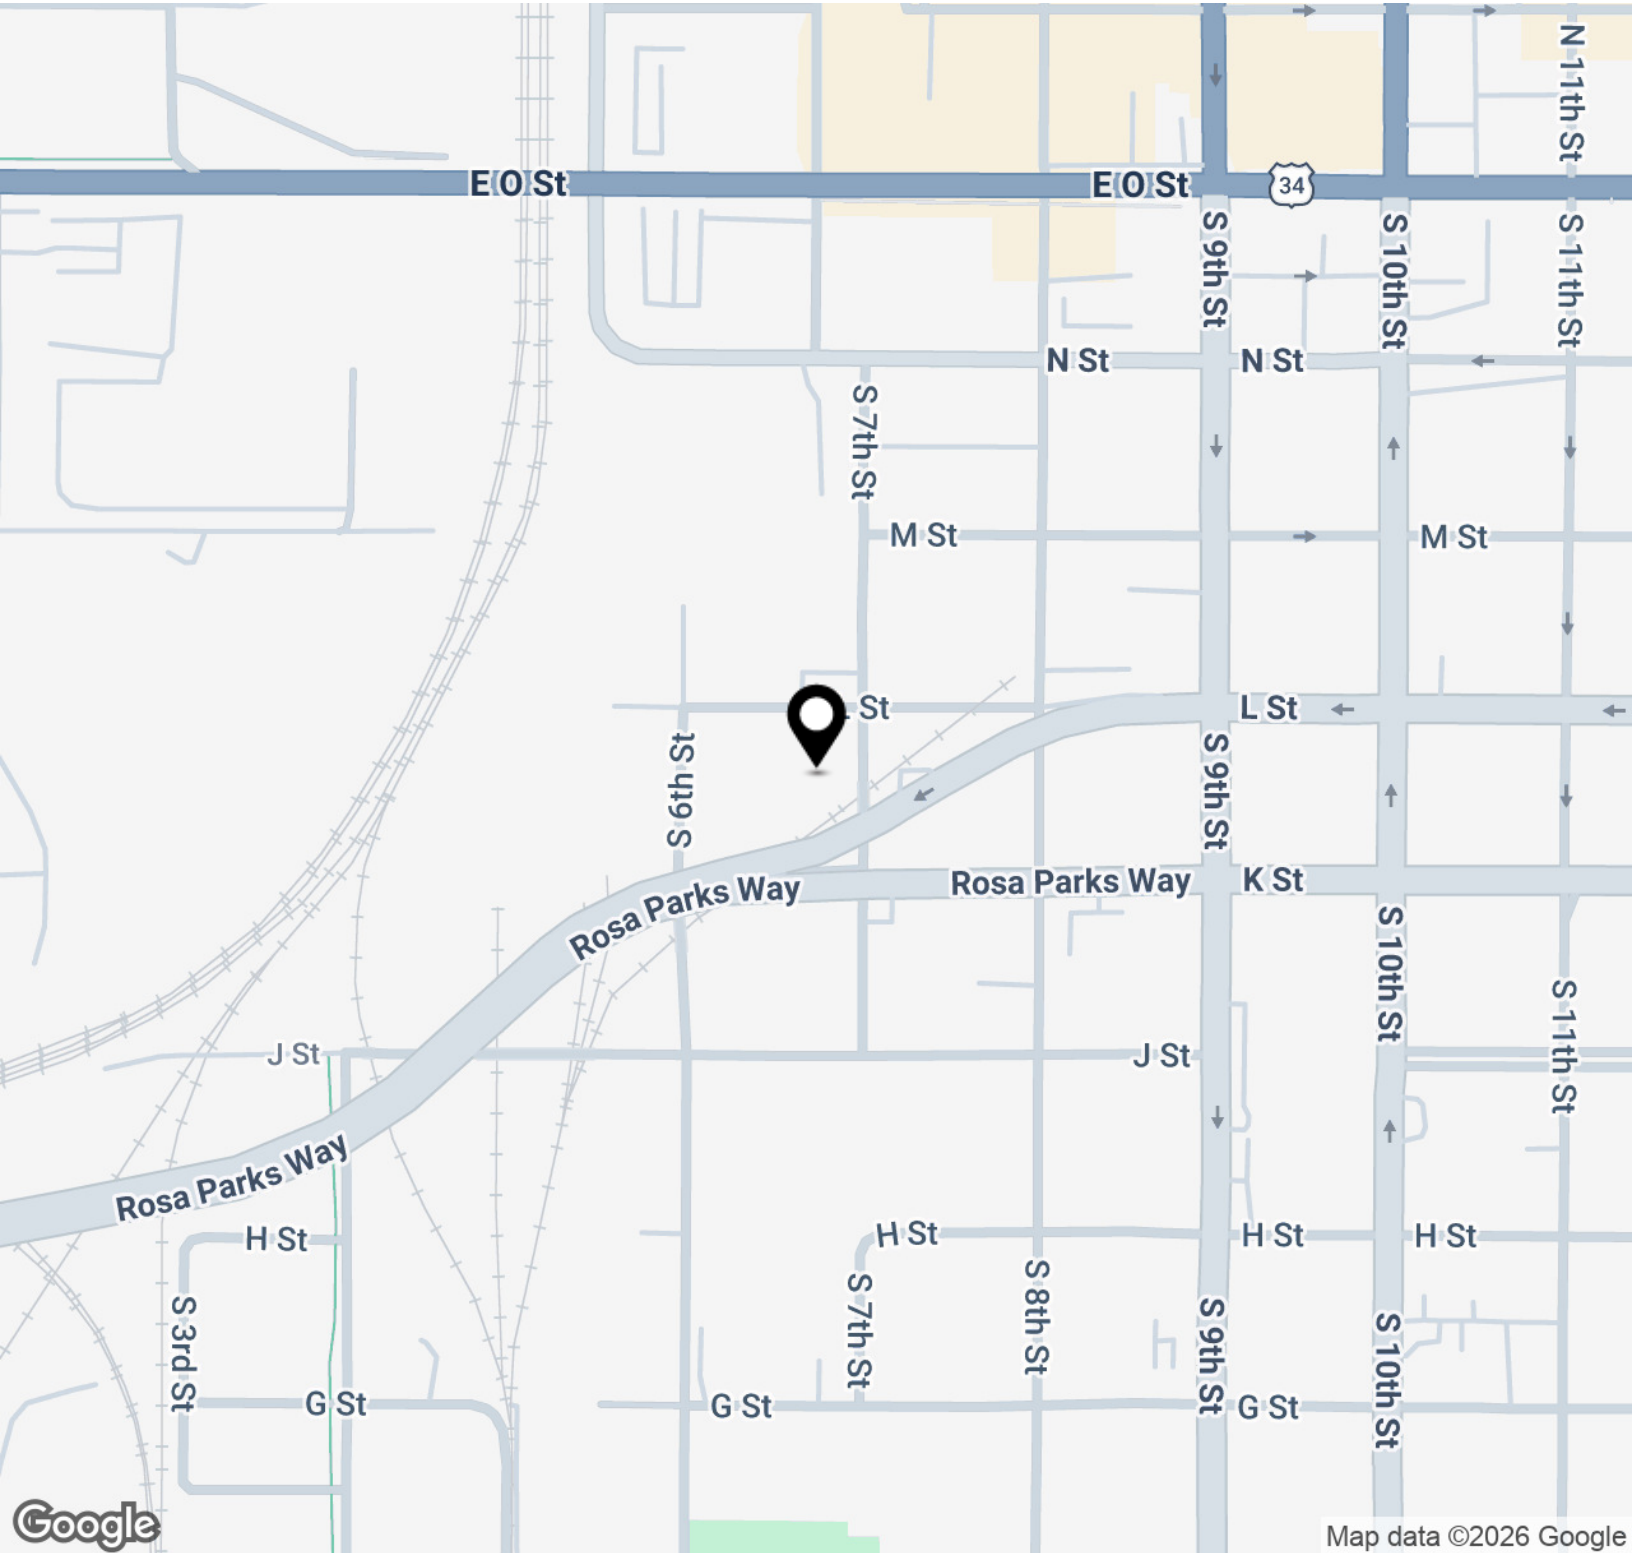 N 11th St
E O St
E O St
34
S 9th St
S 10th St
S 11th St
N St
N St
S 7th St
M St
M St
St
L St
S 6th St
S 9th St
Rosa Parks Way
Rosa Parks Way
K St
S 10th St
S 11th St
J St
J St
Rosa Parks Way
H St
H St
H St
H St
S 3rd St
S 7th St
S 8th St
S 9th St
S 10th St
G St
G St
G St
Google
Map data ©2026 Google